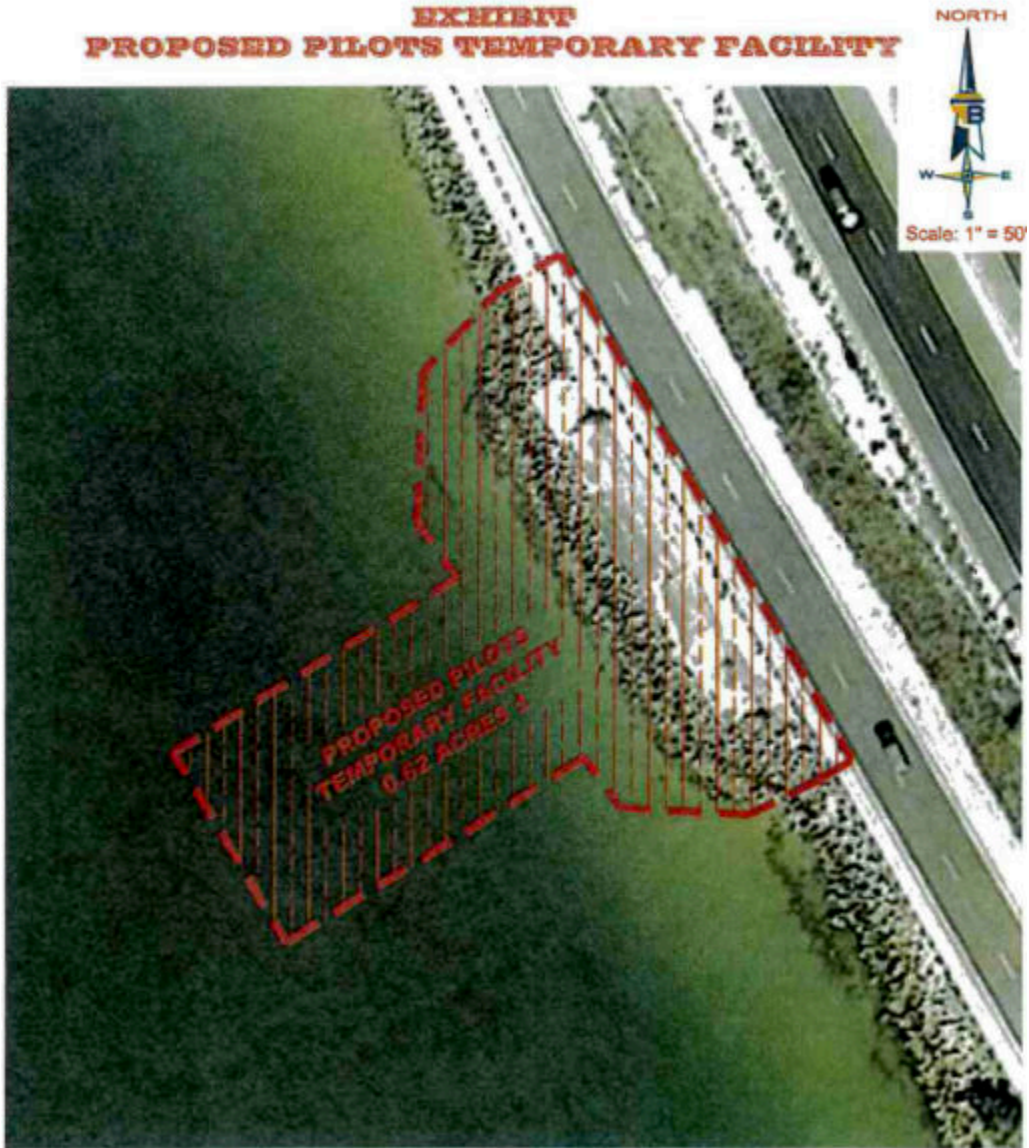 EXHIBIT
PROPOSED PILOTS TEMPORARY FACILITY
NORTH
B
W E
S
Scale: 1" = 50'
PROPOSED PILOTS
TEMPORARY FACILITY
0.62 ACRES ±